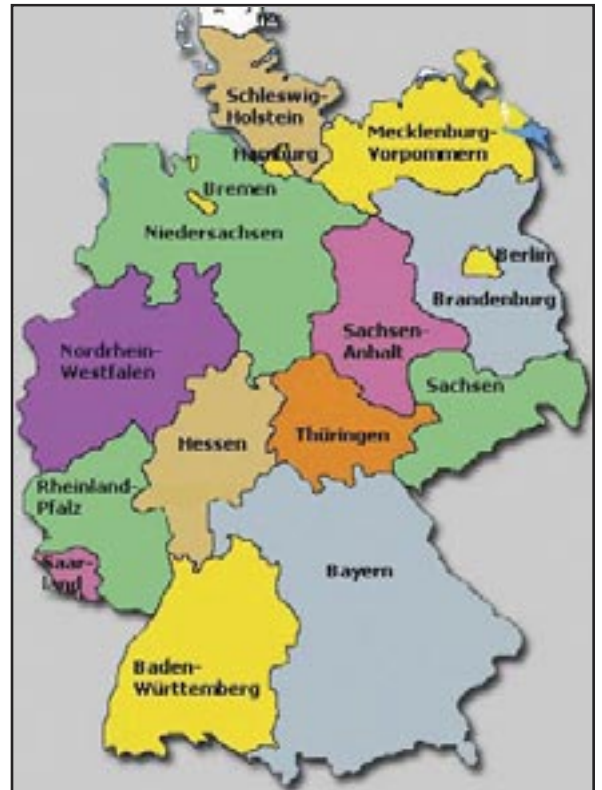 Schleswig-
Holstein
Mecklenburg-
Vorpommern
Hamburg
Bremen
Niedersachsen
Berlin
Brandenburg
Sachsen-
Anhalt
Nordrhein-
Westfalen
Sachsen
Hessen
Thüringen
Rheinland-
Pfalz
Saar-
land
Bayern
Baden-
Württemberg